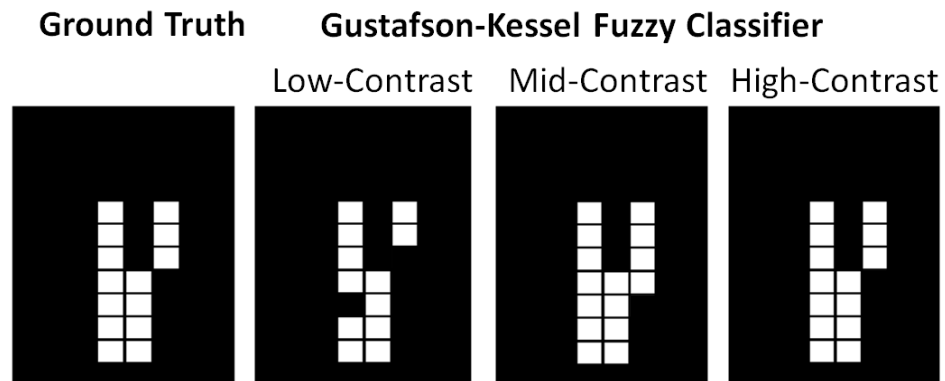 Ground Truth
Gustafson-Kessel Fuzzy Classifier
Low-Contrast
Mid-Contrast
High-Contrast